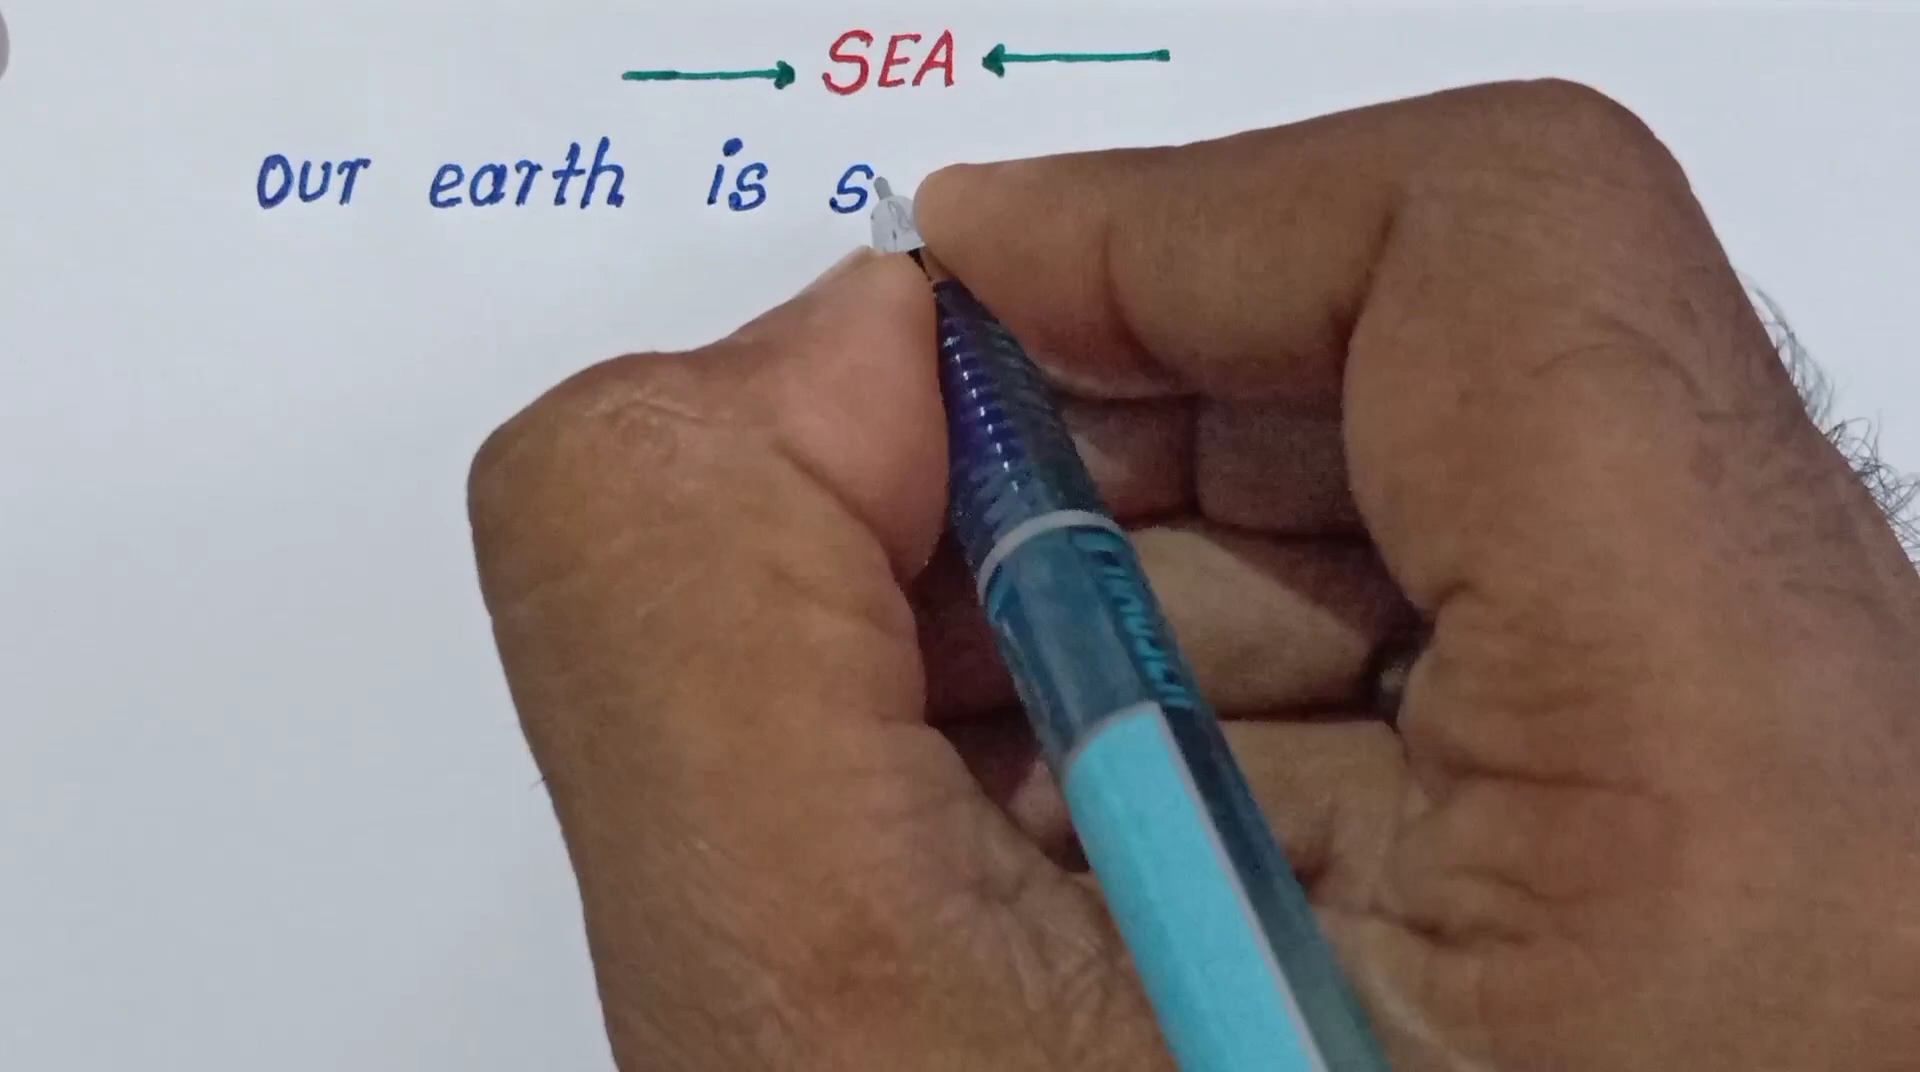 → SEA ←
our earth is s